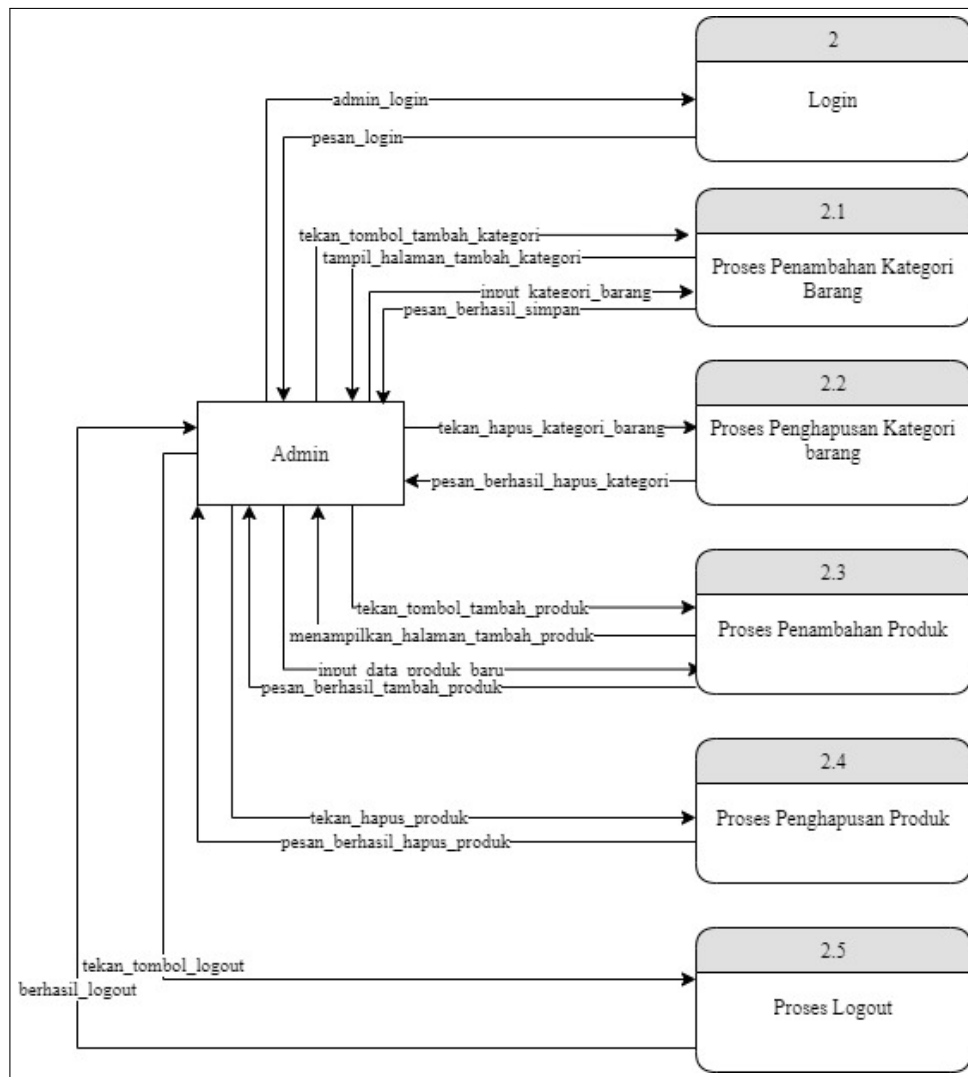 2
admin_login
Login
pesan_login
2.1
tekan_tombol_tambah_kategori
tampil_halaman_tambah_kategori
Proses Penambahan Kategori
Barang
input_kategori_barang
pesan_berhasil_simpan
2.2
tekan_hapus_kategori_barang
Proses Penghapusan Kategori
barang
Admin
pesan_berhasil_hapus_kategori
2.3
tekan_tombol_tambah_produk
menampilkan_halaman_tambah_produk
Proses Penambahan Produk
input_data_produk_baru
pesan_berhasil_tambah_produk
2.4
tekan_hapus_produk
Proses Penghapusan Produk
pesan_berhasil_hapus_produk
2.5
tekan_tombol_logout
berhasil_logout
Proses Logout